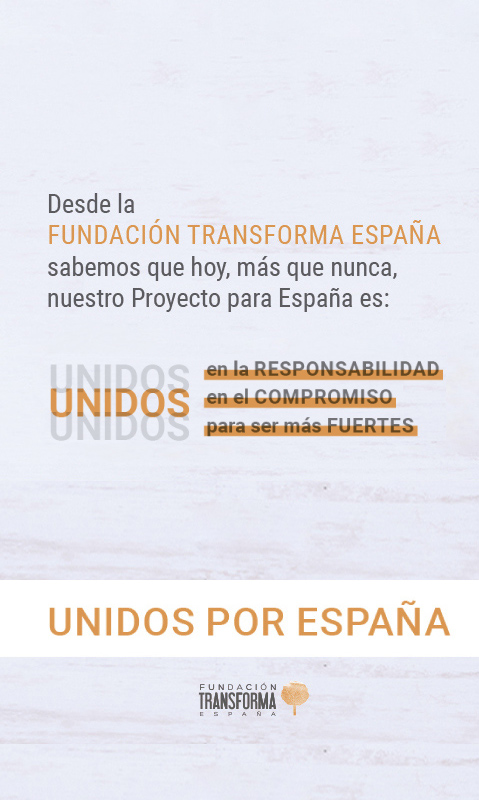 Desde la
FUNDACIÓN TRANSFORMA ESPAÑA
sabemos que hoy, más que nunca,
nuestro Proyecto para España es:
UNIDOS en la RESPONSABILIDAD
UNIDOS en el COMPROMISO
UNIDOS para ser más FUERTES
UNIDOS POR ESPAÑA
FUNDACIÓN
TRANSFORMA
ESPAÑA